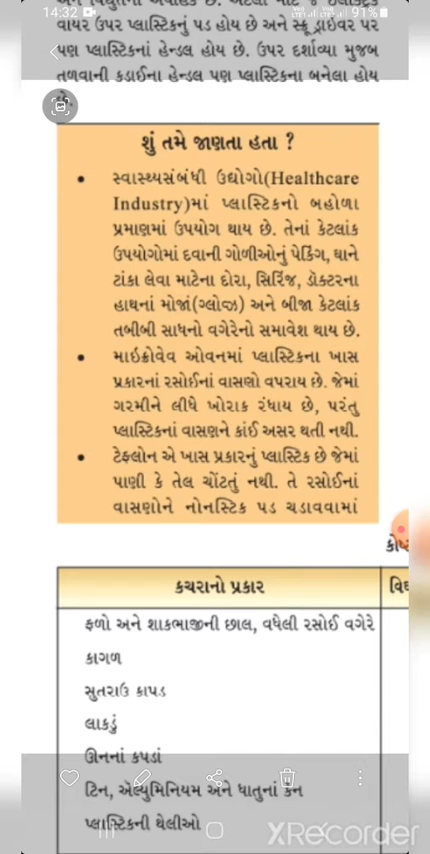 14:32
91%
વાયર ઉપર પ્લાસ્ટિકનું પડ હોય છે અને સ્ક્રૂ ડ્રાઇવર પર
પણ પ્લાસ્ટિકનાં હેન્ડલ હોય છે. ઉપર દર્શાવ્યા મુજબ
તળવાની કડાઈના હેન્ડલ પણ પ્લાસ્ટિકના બનેલા હોય
શું તમે જાણતા હતા ?
• સ્વાસ્થ્યસંબંધી ઉદ્યોગો(Healthcare
Industry)માં પ્લાસ્ટિકનો બહોળા
પ્રમાણમાં ઉપયોગ થાય છે. તેનાં કેટલાંક
ઉપયોગોમાં દવાની ગોળીઓનું પેકિંગ, ઘાને
ટાંકા લેવા માટેના દોરા, સિરિંજ, ડૉક્ટરના
હાથનાં મોજાં(ગ્લોવ્ઝ) અને બીજા કેટલાંક
તબીબી સાધનો વગેરેનો સમાવેશ થાય છે.
• માઇક્રોવેવ ઓવનમાં પ્લાસ્ટિકના ખાસ
પ્રકારનાં રસોઈનાં વાસણો વપરાય છે. જેમાં
ગરમીને લીધે ખોરાક રંધાય છે, પરંતુ
પ્લાસ્ટિકનાં વાસણને કાંઈ અસર થતી નથી.
• ટેફલોન એ ખાસ પ્રકારનું પ્લાસ્ટિક છે જેમાં
પાણી કે તેલ ચોંટતું નથી. તે રસોઈનાં
વાસણોને નોનસ્ટિક પડ ચડાવવામાં
કચરાનો પ્રકાર
ફળો અને શાકભાજીની છાલ, વધેલી રસોઈ વગેરે
કાગળ
સુતરાઉ કાપડ
લાકડું
ઊનનાં કપડાં
ટિન, ઍલ્યુમિનિયમ અને ધાતુનાં કૅન
પ્લાસ્ટિકની થેલીઓ
XRecorder